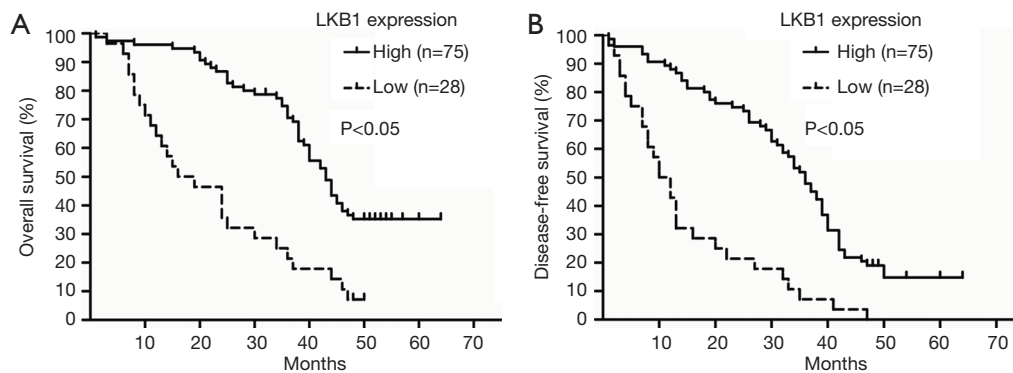 A
LKB1 expression
High (n=75)
Low (n=28)
P<0.05
Overall survival (%)
100
90
80
70
60
50
40
30
20
10
0
10 20 30 40 50 60 70
Months
B
LKB1 expression
High (n=75)
Low (n=28)
P<0.05
Disease-free survival (%)
100
90
80
70
60
50
40
30
20
10
0
10 20 30 40 50 60 70
Months